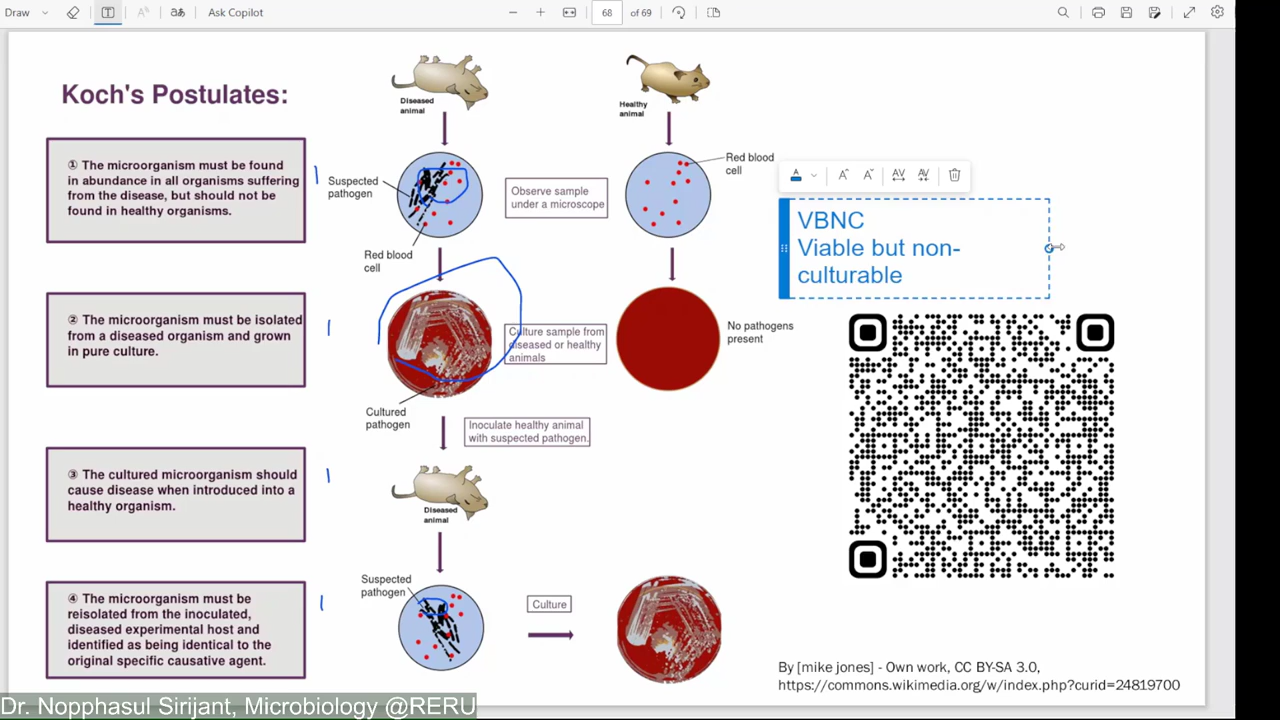 Draw
Ask Copilot
68 of 69
Koch's Postulates:
① The microorganism must be found
in abundance in all organisms suffering
from the disease, but should not be
found in healthy organisms.
② The microorganism must be isolated
from a diseased organism and grown
in pure culture.
③ The cultured microorganism should
cause disease when introduced into a
healthy organism.
④ The microorganism must be
reisolated from the inoculated,
diseased experimental host and
identified as being identical to the
original specific causative agent.
Diseased
animal
Healthy
animal
Suspected
pathogen
Red blood
cell
Observe sample
under a microscope
Red blood
cell
Culture sample from
diseased or healthy
animals
No pathogens
present
Cultured
pathogen
Inoculate healthy animal
with suspected pathogen.
Diseased
animal
Suspected
pathogen
Culture
VBNC
Viable but non-
culturable
By [mike jones] - Own work, CC BY-SA 3.0,
https://commons.wikimedia.org/w/index.php?curid=24819700
Dr. Nopphasul Sirijant, Microbiology @RERU